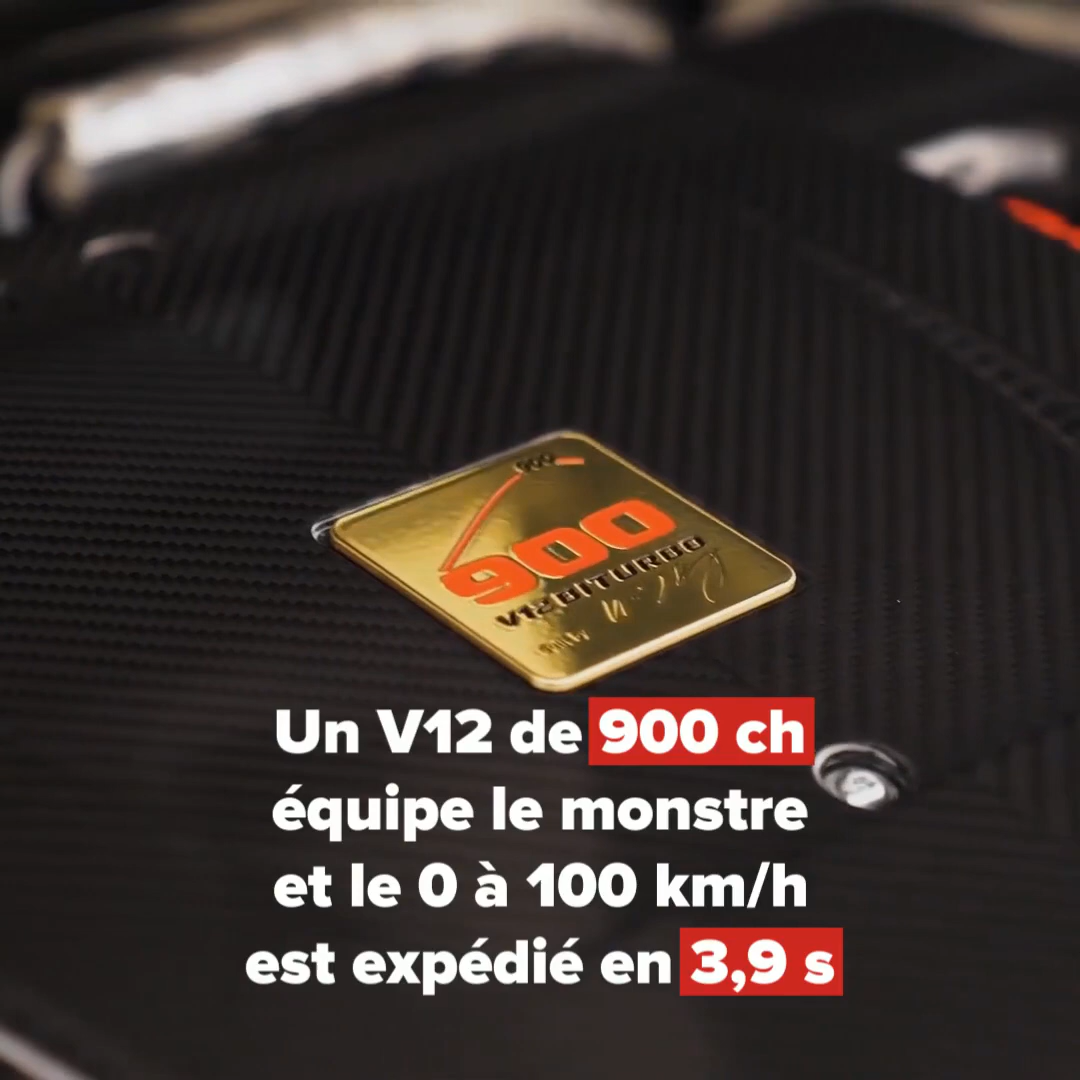 900
900
V12 BITURBO
Un V12 de 900 ch
équipe le monstre
et le 0 à 100 km/h
est expédié en 3,9 s